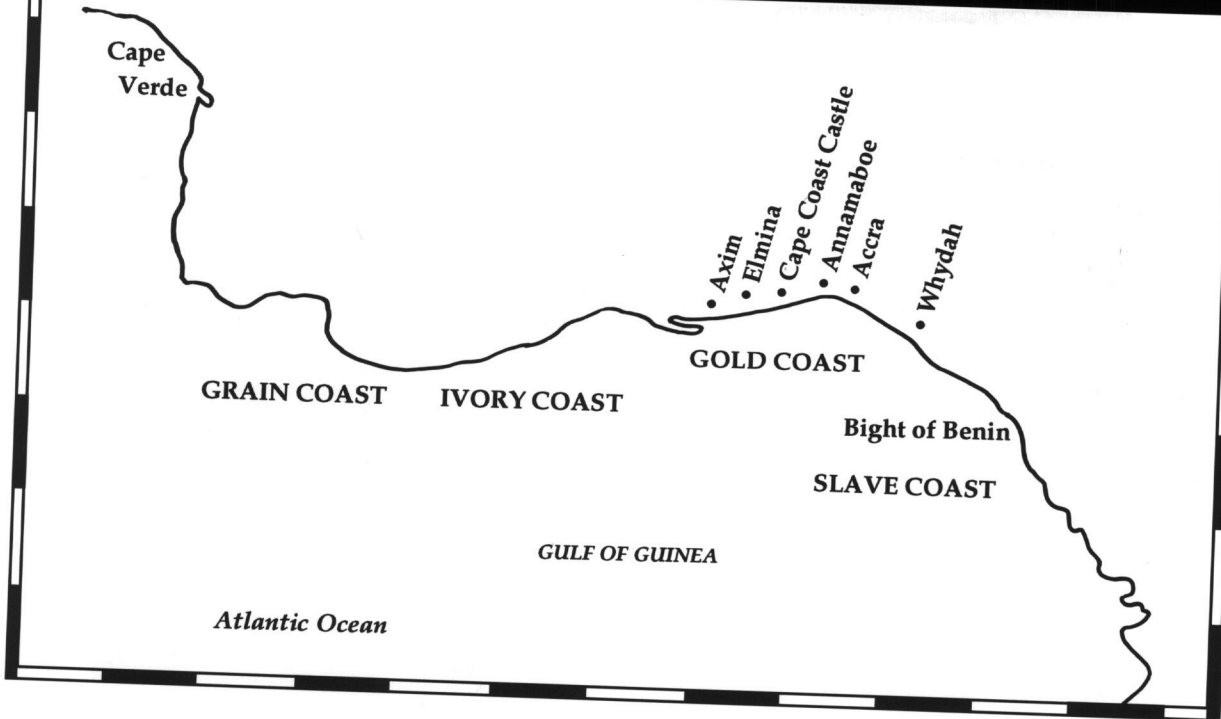 Cape
Verde
Axim
Elmina
Cape Coast Castle
Annamaboe
Accra
Whydah
GRAIN COAST
IVORY COAST
GOLD COAST
Bight of Benin
SLAVE COAST
GULF OF GUINEA
Atlantic Ocean